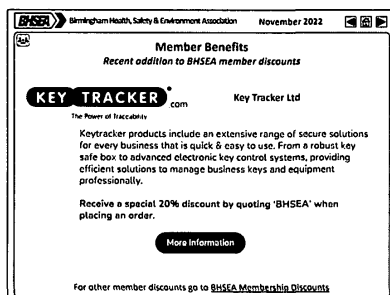 BHSEA Birmingham Health, Safety & Environment Association November 2022
Member Benefits
Recent addition to BHSEA member discounts
KEY TRACKER .com
Key Tracker Ltd
The Power of Traceability
Keytracker products include an extensive range of secure solutions
for every business that is quick & easy to use. From a robust key
safe box to advanced electronic key control systems, providing
efficient solutions to manage business keys and equipment
professionally.
Receive a special 20% discount by quoting 'BHSEA' when
placing an order.
More Information
For other member discounts go to BHSEA Membership Discounts